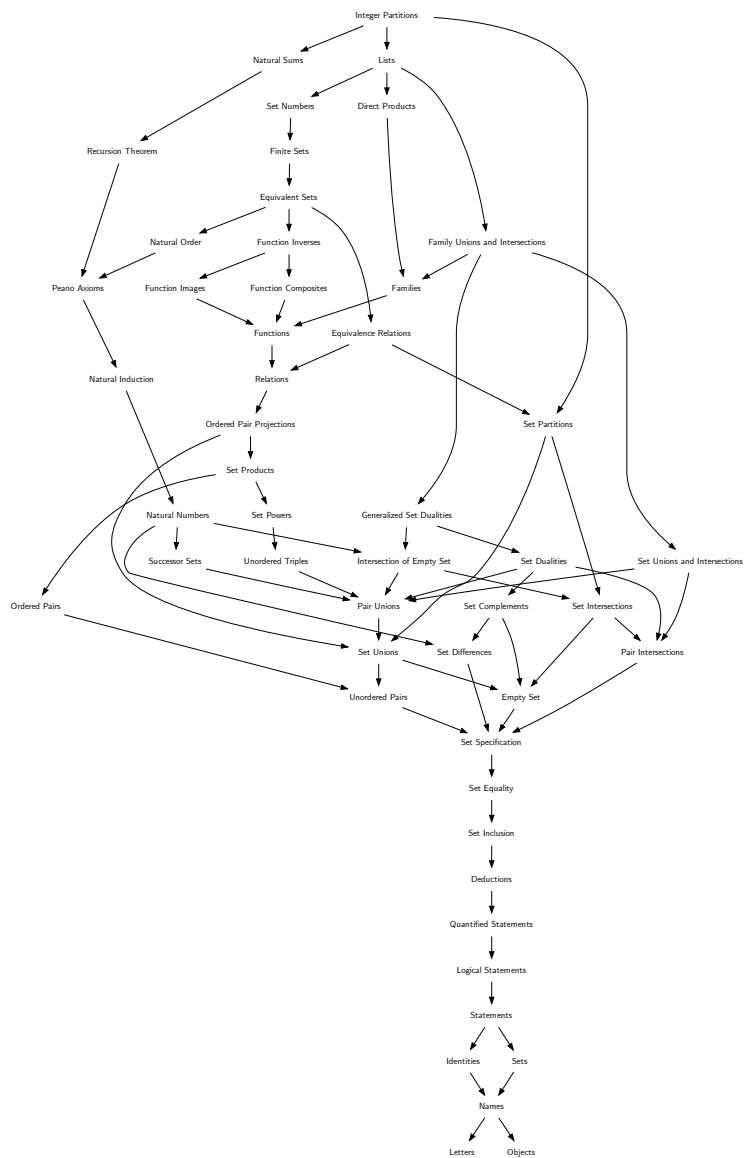 Integer Partitions
Natural Sums
Lists
Set Numbers
Direct Products
Recursion Theorem
Finite Sets
Equivalent Sets
Natural Order
Function Inverses
Family Unions and Intersections
Peano Axioms
Function Images
Function Composites
Families
Functions
Equivalence Relations
Natural Induction
Relations
Ordered Pair Projections
Set Partitions
Set Products
Natural Numbers
Set Powers
Generalized Set Dualities
Successor Sets
Unordered Triples
Intersection of Empty Set
Set Dualities
Set Unions and Intersections
Ordered Pairs
Pair Unions
Set Complements
Set Intersections
Set Unions
Set Differences
Pair Intersections
Unordered Pairs
Empty Set
Set Specification
Set Equality
Set Inclusion
Deductions
Quantified Statements
Logical Statements
Statements
Identities
Sets
Names
Letters
Objects